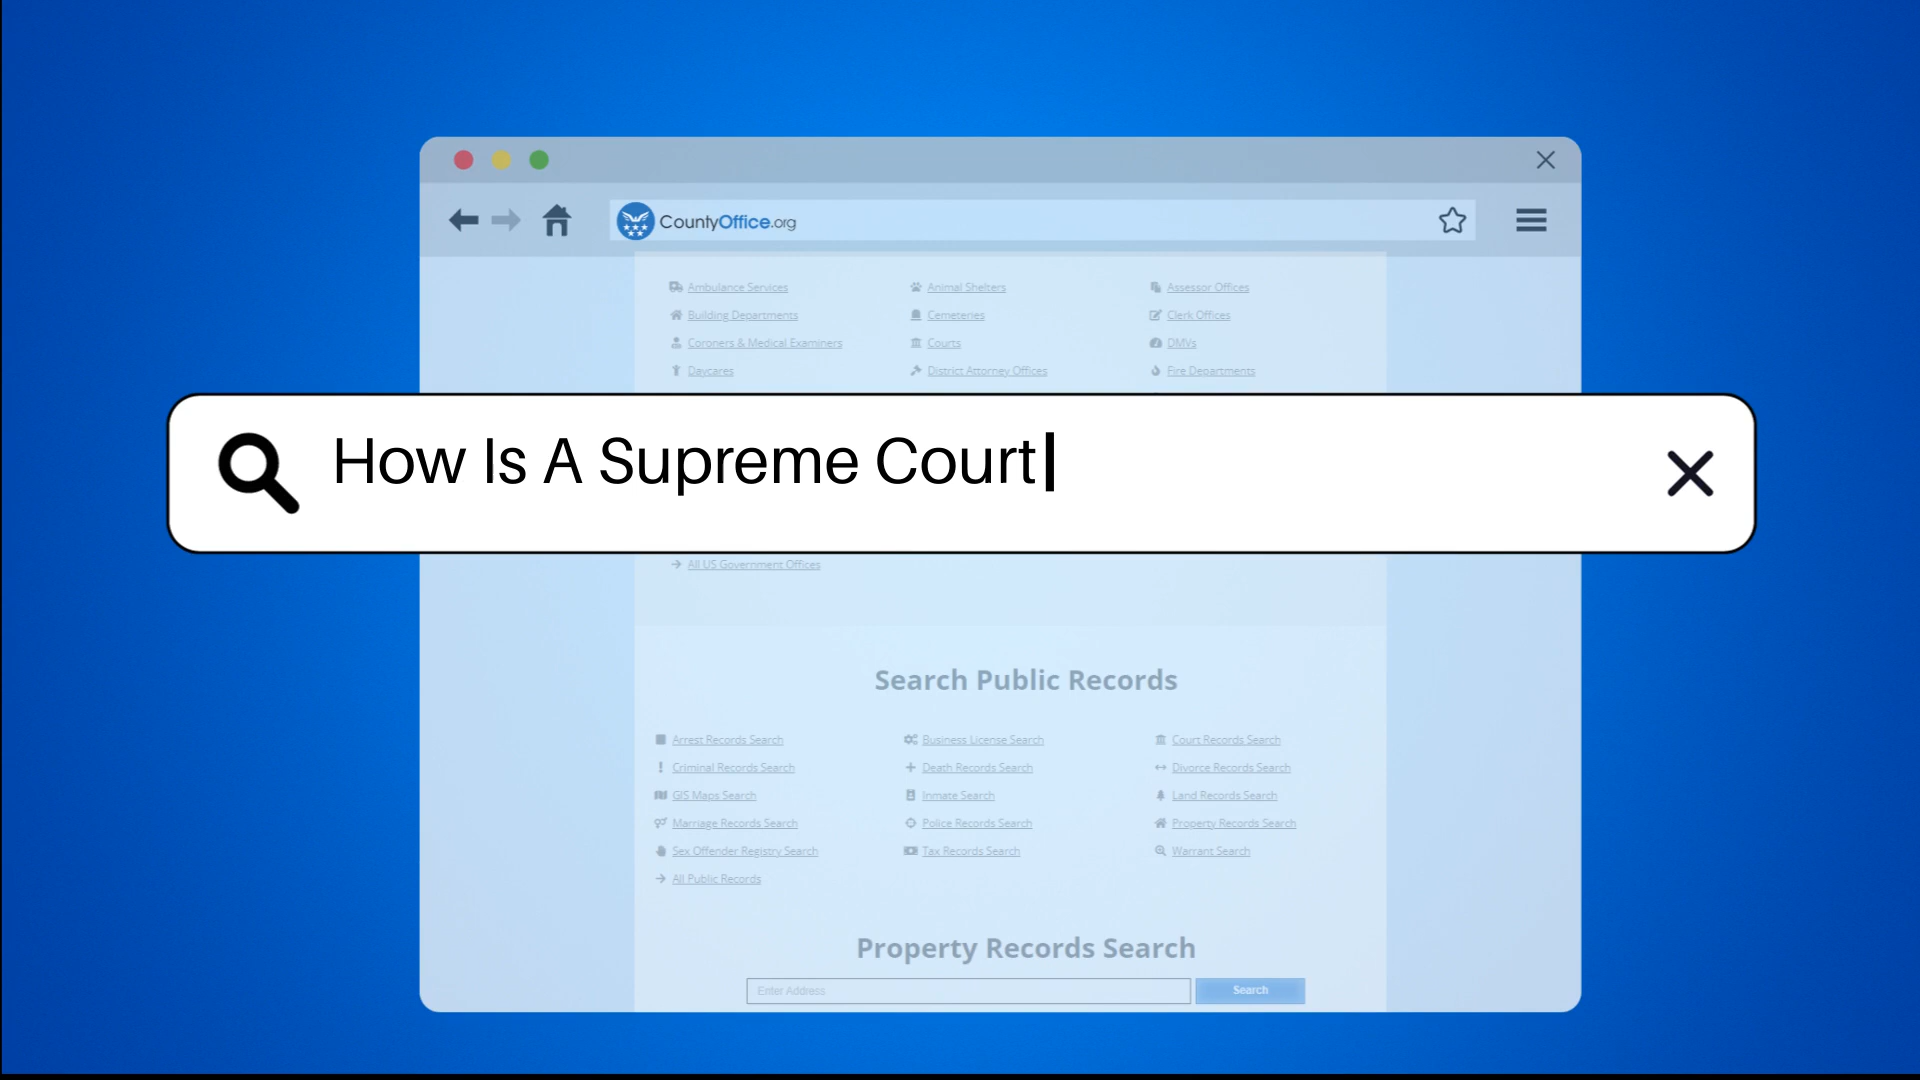 CountyOffice.org
Ambulance Services Animal Shelters Assessor Offices
Building Departments Cemeteries Clerk Offices
Coroners & Medical Examiners Courts DMVs
Daycares District Attorney Offices Fire Departments
How Is A Supreme Court
All US Government Offices
Search Public Records
Arrest Records Search Business License Search Court Records Search
Criminal Records Search Death Records Search Divorce Records Search
GIS Maps Search Inmate Search Land Records Search
Marriage Records Search Police Records Search Property Records Search
Sex Offender Registry Search Tax Records Search Warrant Search
All Public Records
Property Records Search
Enter Address Search